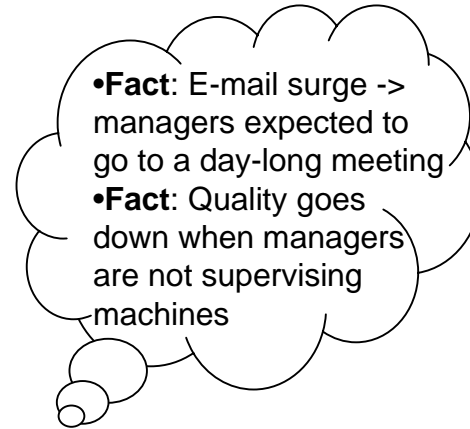 •Fact: E-mail surge ->
managers expected to
go to a day-long meeting
•Fact: Quality goes
down when managers
are not supervising
machines